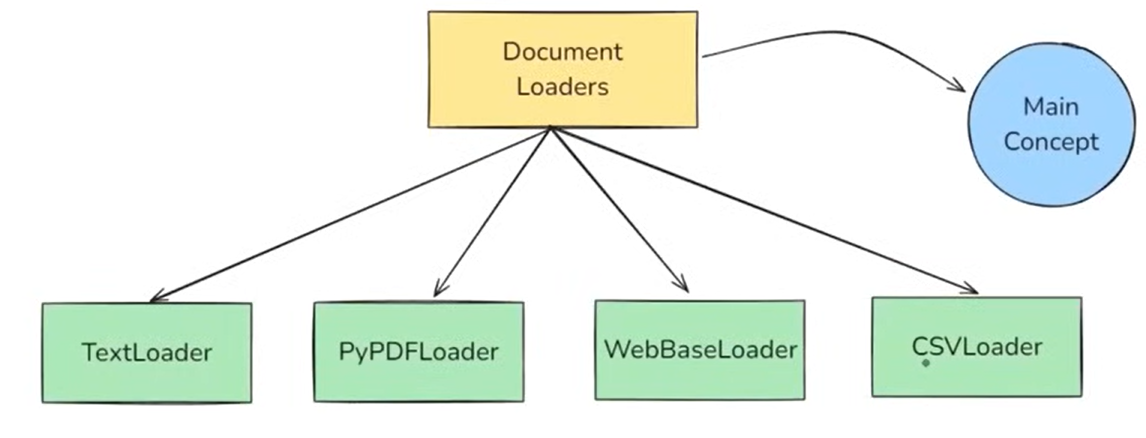 Document
Loaders
Main
Concept
TextLoader
PyPDFLoader
WebBaseLoader
CSVLoader